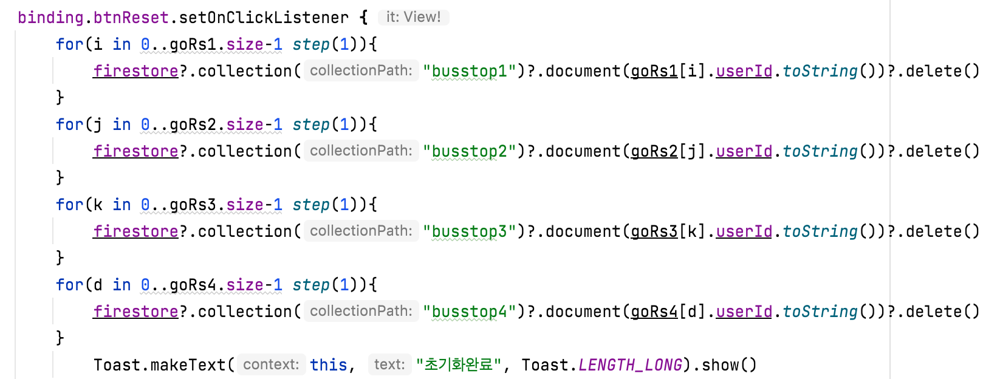 binding.btnReset.setOnClickListener { it: View!
for(i in 0..goRs1.size-1 step(1)){
firestore?.collection( collectionPath: "busstop1")?.document(goRs1[i].userId.toString())?.delete()
}
for(j in 0..goRs2.size-1 step(1)){
firestore?.collection( collectionPath: "busstop2")?.document(goRs2[j].userId.toString())?.delete()
}
for(k in 0..goRs3.size-1 step(1)){
firestore?.collection( collectionPath: "busstop3")?.document(goRs3[k].userId.toString())?.delete()
}
for(d in 0..goRs4.size-1 step(1)){
firestore?.collection( collectionPath: "busstop4")?.document(goRs4[d].userId.toString())?.delete()
}
Toast.makeText( context: this, text: "초기화완료", Toast.LENGTH_LONG).show()